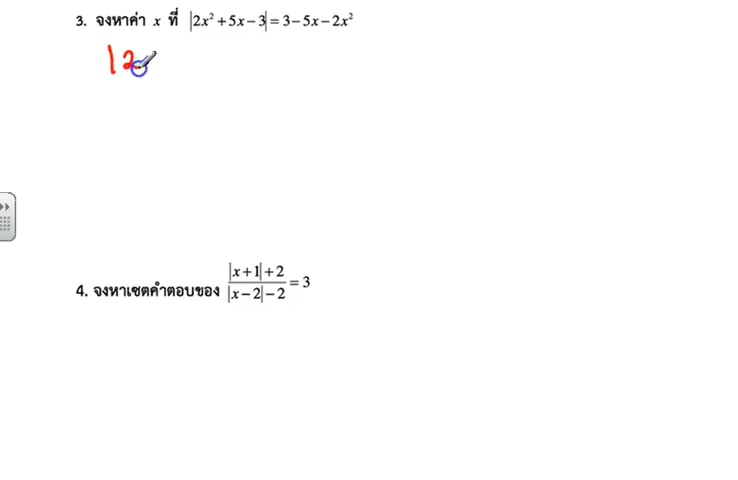 3. จงหาค่า x ที่ |2x² + 5x – 3| = 3 – 5x – 2x²
|2
4. จงหาเซตคำตอบของ (|x + 1| + 2)/(|x – 2| – 2) = 3